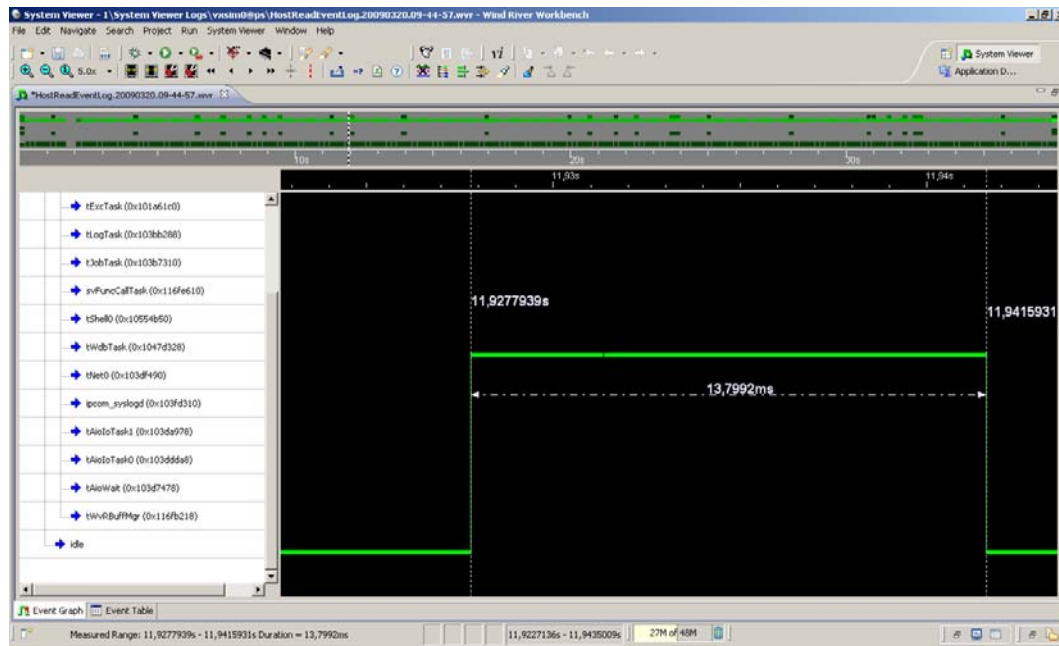 System Viewer - 1\System Viewer Logs\vxsim0@ps\HostReadEventLog.20090320.09-44-57.wvr - Wind River Workbench
File Edit Navigate Search Project Run System Viewer Window Help
System Viewer
5.0x
Application D...
*HostReadEventLog.20090320.09-44-57.wvr
10s 20s 30s
11,93s 11,94s
tExcTask (0x101a61c0)
tLogTask (0x103bb288)
tJobTask (0x103b7310)
svFuncCallTask (0x116fe610)
11,9277939s
11,9415931
tShell0 (0x10554b50)
tWdbTask (0x1047d328)
tNet0 (0x103df490)
13,7992ms
ipcom_syslogd (0x103fd310)
tAioIoTask1 (0x103da978)
tAioIoTask0 (0x103ddda8)
tAioWait (0x103d7478)
tWvRBuffMgr (0x116fb218)
idle
Event Graph Event Table
Measured Range: 11,9277939s - 11,9415931s Duration = 13,7992ms 11,9227136s - 11,9435009s 27M of 48M